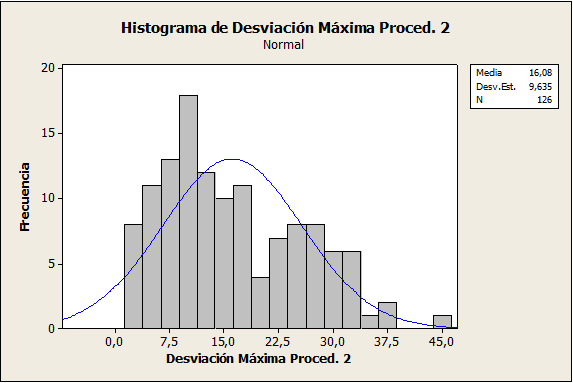 Histograma de Desviación Máxima Proced. 2
Normal
Media 16,08
Desv.Est. 9,635
N 126
Frecuencia
20
15
10
5
0
0,0 7,5 15,0 22,5 30,0 37,5 45,0
Desviación Máxima Proced. 2